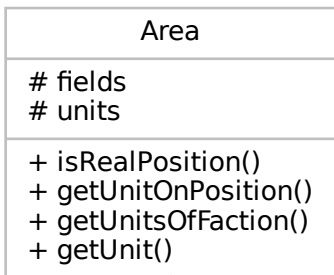 Area
# fields
# units
+ isRealPosition()
+ getUnitOnPosition()
+ getUnitsOfFaction()
+ getUnit()